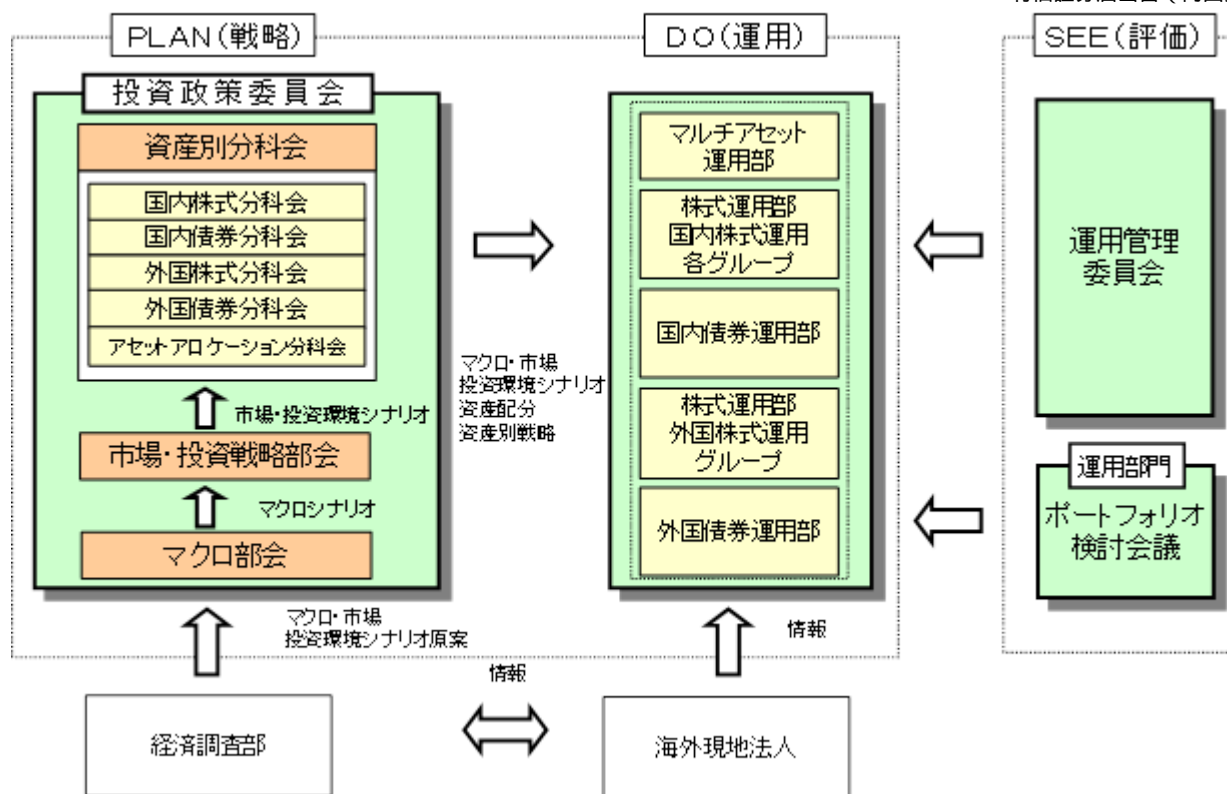 PLAN(戦略)
投資政策委員会
資産別分科会
国内株式分科会
国内債券分科会
外国株式分科会
外国債券分科会
アセットアロケーション分科会
市場・投資環境シナリオ
市場・投資戦略部会
マクロシナリオ
マクロ部会
マクロ・市場
投資環境シナリオ原案
経済調査部
マクロ・市場
投資環境シナリオ
資産配分
資産別戦略
情報
DO(運用)
マルチアセット
運用部
株式運用部
国内株式運用
各グループ
国内債券運用部
株式運用部
外国株式運用
グループ
外国債券運用部
情報
海外現地法人
SEE(評価)
運用管理
委員会
運用部門
ポートフォリオ
検討会議